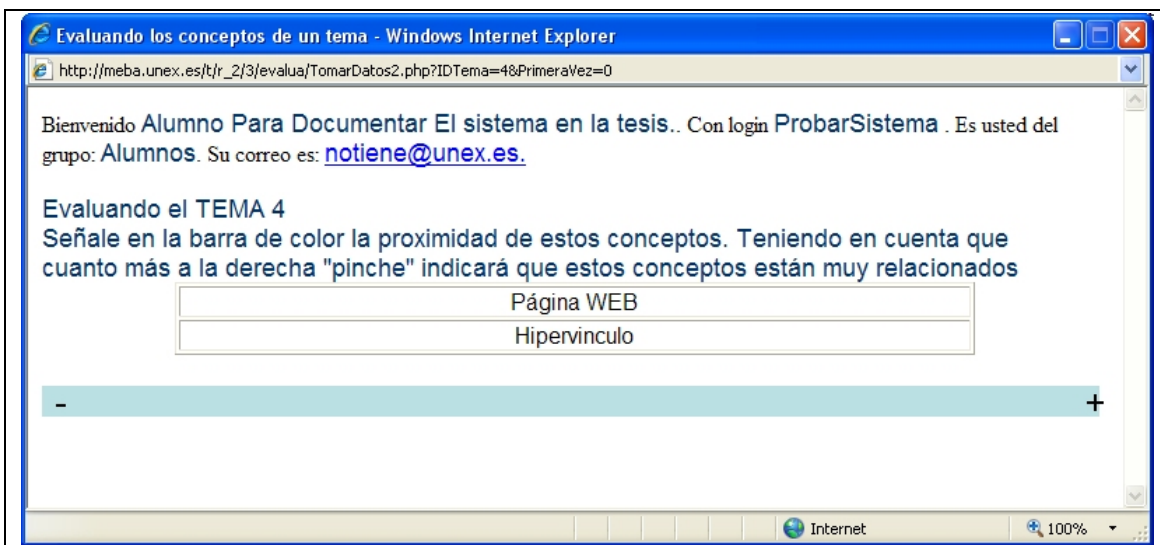 Evaluando los conceptos de un tema - Windows Internet Explorer
http://meba.unex.es/t/r_2/3/evalua/TomarDatos2.php?IDTema=4&PrimeraVez=0
Bienvenido Alumno Para Documentar El sistema en la tesis.. Con login ProbarSistema . Es usted del
grupo: Alumnos. Su correo es: notiene@unex.es.
Evaluando el TEMA 4
Señale en la barra de color la proximidad de estos conceptos. Teniendo en cuenta que
cuanto más a la derecha "pinche" indicará que estos conceptos están muy relacionados
Página WEB
Hipervinculo
- +
Internet 100%